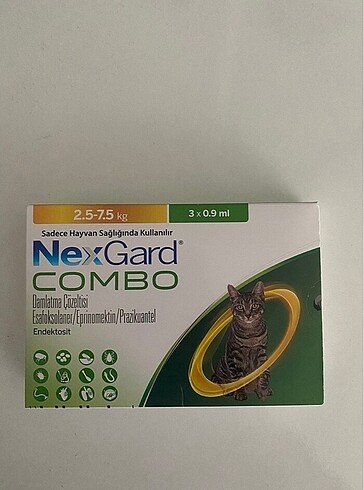 2.5-7.5 kg
3 x 0.9 ml
Sadece Hayvan Sağlığında Kullanılır
NexGard®
COMBO
Damlatma Çözeltisi
Esafoksolaner/Eprinomektin/Prazikuantel
Endektosit